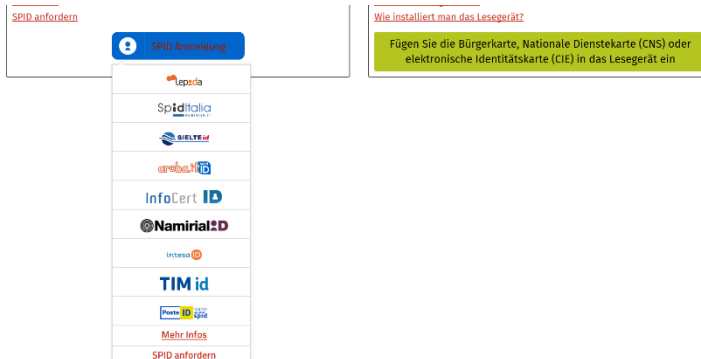 SPID anfordern
Wie installiert man das Lesegerät?
SPID Anmeldung
Fügen Sie die Bürgerkarte, Nationale Dienstekarte (CNS) oder
elektronische Identitätskarte (CIE) in das Lesegerät ein
Lepida
SpidItalia
SIELTE id
aruba.it ID
InfoCert ID
Namirial ID
intesa ID
TIM id
Poste ID
spid
Mehr Infos
SPID anfordern